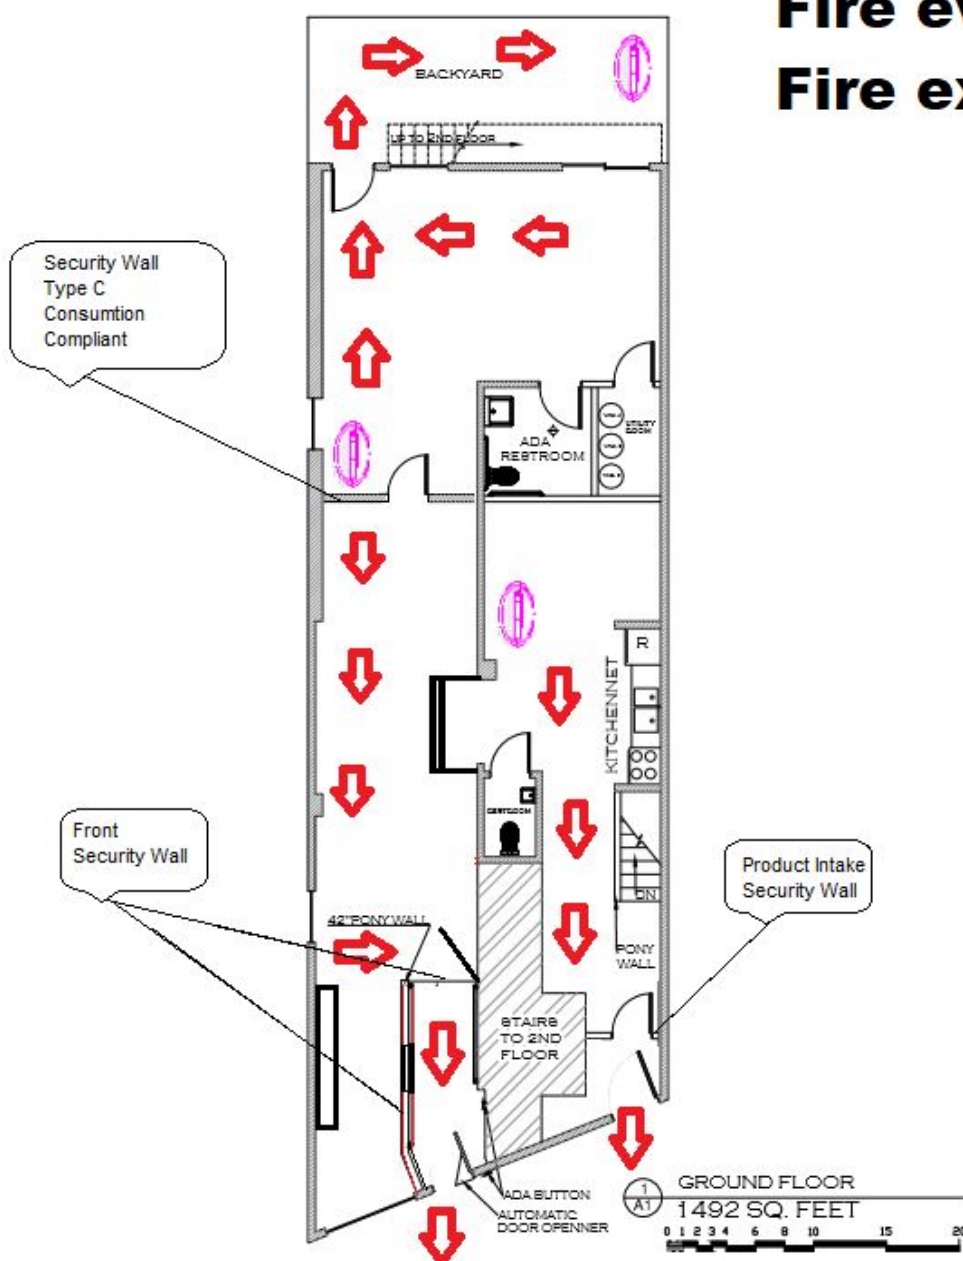 Fire ev
Fire ex
BACKYARD
UP TO 2ND FLOOR
Security Wall
Type C
Consumtion
Compliant
ADA
RESTROOM
UTILITY
ROOM
R
KITCHENNET
RESTROOM
Front
Security Wall
Product Intake
Security Wall
DN
42" PONY WALL
PONY
WALL
STAIRS
TO 2ND
FLOOR
ADA BUTTON
AUTOMATIC
DOOR OPENNER
1
A1
GROUND FLOOR
1492 SQ. FEET
0 1 2 3 4 6 8 10 15 20